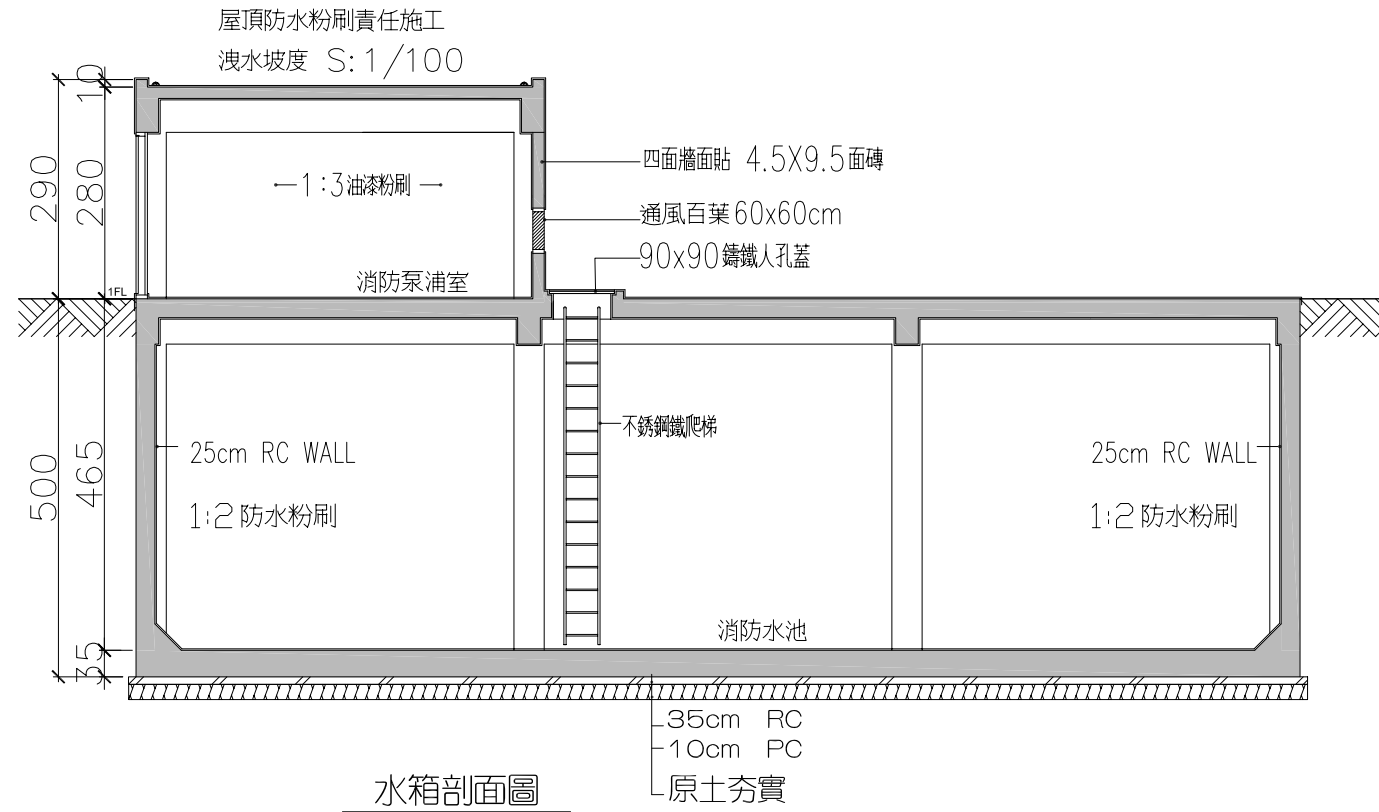 屋頂防水粉刷責任施工
洩水坡度 S:1/100
10
290
280
四面牆面貼 4.5X9.5面磚
1:3油漆粉刷
通風百葉60x60cm
90x90鑄鐵人孔蓋
消防泵浦室
1FL
不銹鋼鐵爬梯
500
465
25cm RC WALL
25cm RC WALL
1:2防水粉刷
1:2防水粉刷
消防水池
35
35cm RC
10cm PC
原土夯實
水箱剖面圖